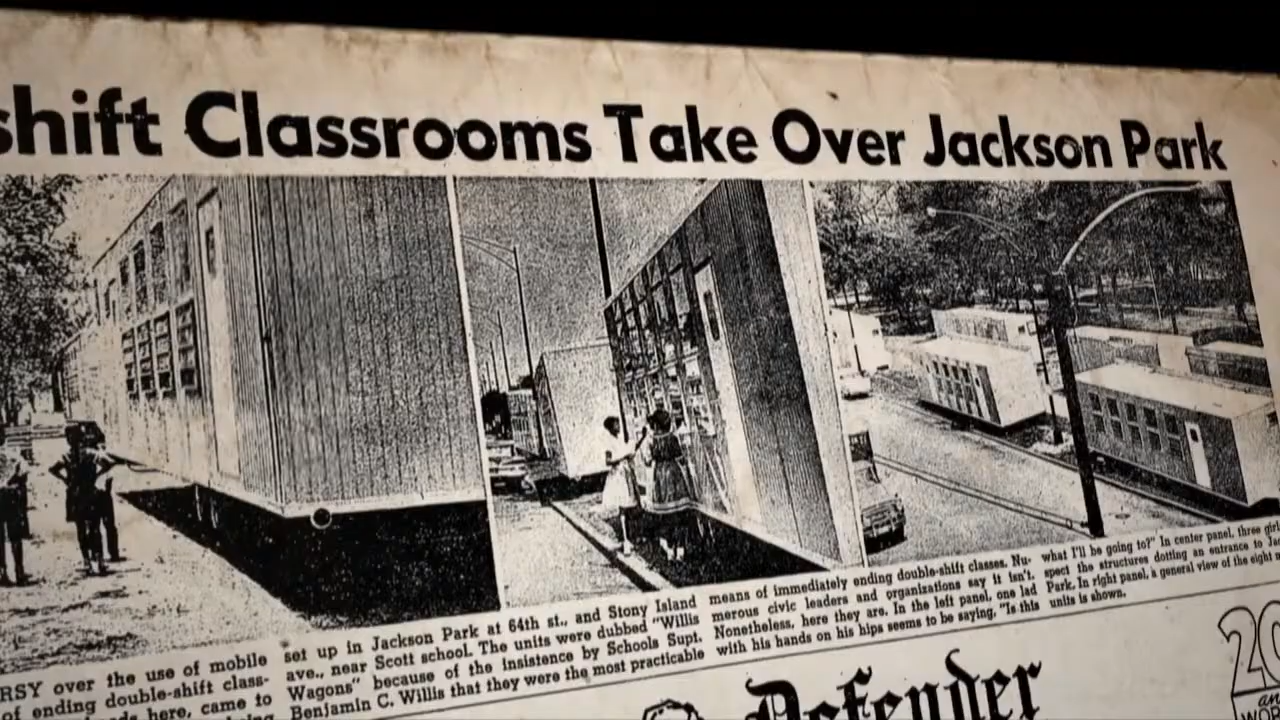 shift Classrooms Take Over Jackson Park
RSY over the use of mobile
of ending double-shift class-
here, came to
set up in Jackson Park at 64th st., and Stony Island
ave., near Scott school. The units were dubbed "Willis
Wagons" because of the insistence by Schools Supt.
Benjamin C. Willis that they were the most practicable
means of immediately ending double-shift classes. Nu-
merous civic leaders and organizations say it isn't.
Nonetheless, here they are. In the left panel, one lad
with his hands on his hips seems to be saying, "Is this
what I'll be going to?" In center panel, three girl
spect the structures dotting an entrance to Jac
Park. In right panel, a general view of the eight m
units is shown.
Defender
20
an
WOR